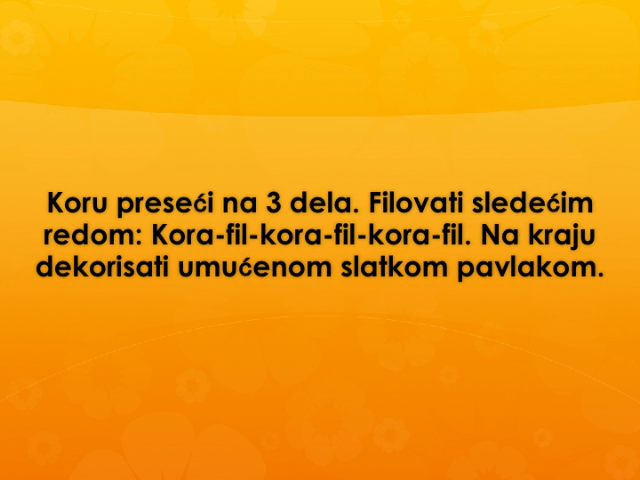 Koru preseći na 3 dela. Filovati sledećim
redom: Kora-fil-kora-fil-kora-fil. Na kraju
dekorisati umućenom slatkom pavlakom.